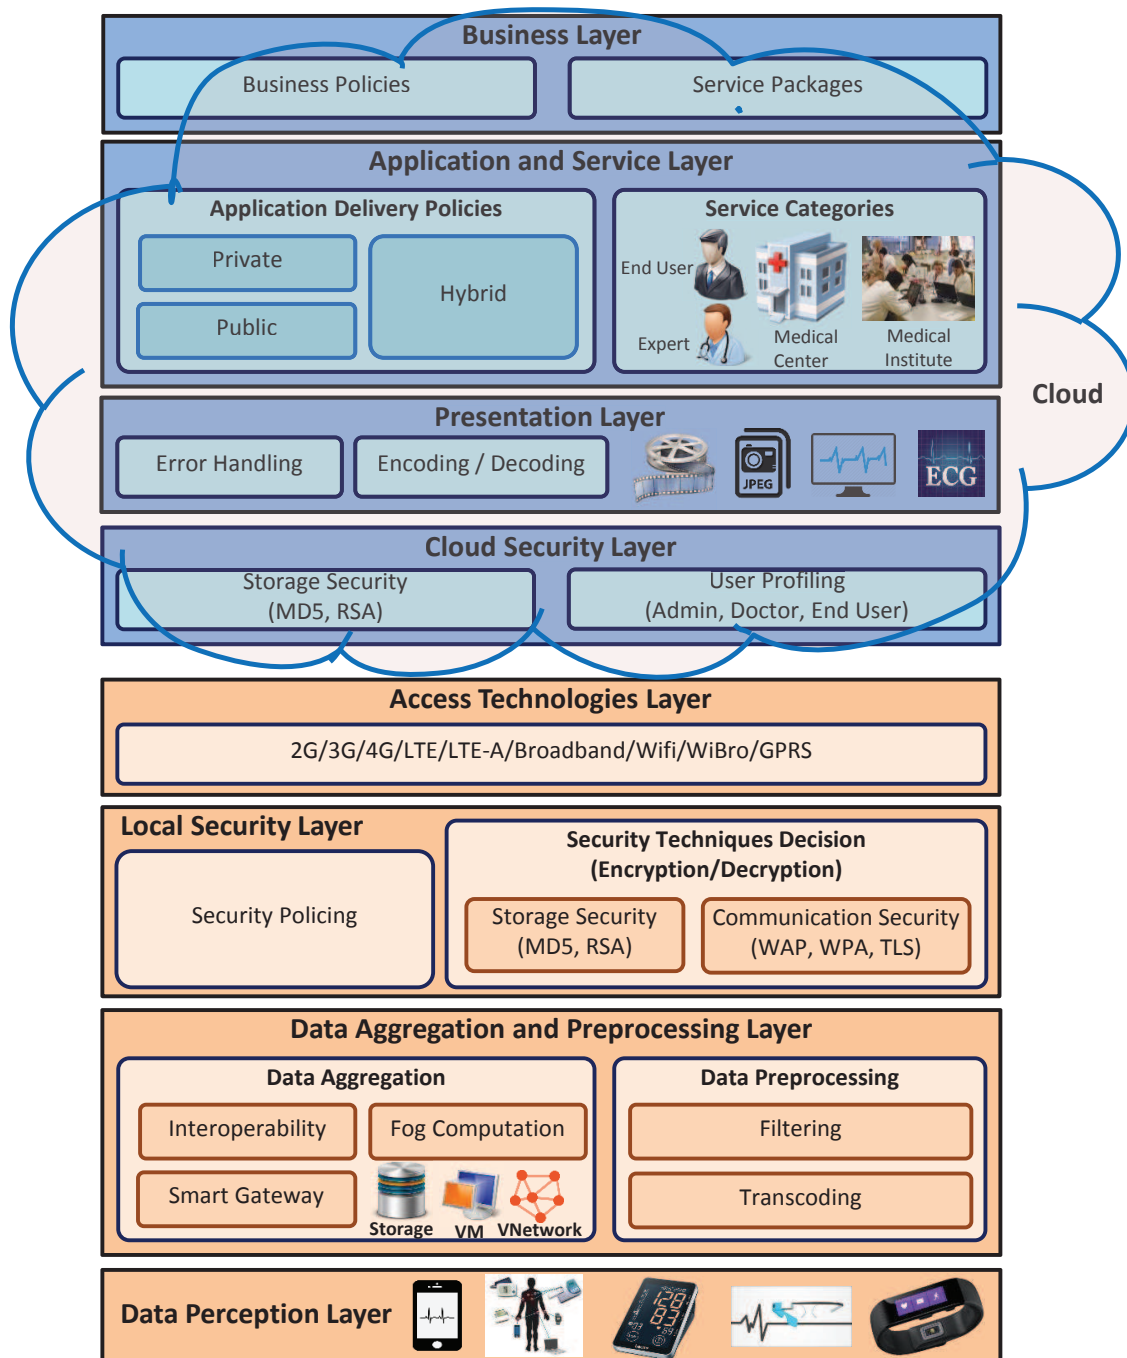 Business Layer
Business Policies
Service Packages
Application and Service Layer
Application Delivery Policies
Private
Public
Hybrid
Service Categories
End User
Expert
Medical
Center
Medical
Institute
Cloud
Presentation Layer
Error Handling
Encoding / Decoding
JPEG
ECG
Cloud Security Layer
Storage Security
(MD5, RSA)
User Profiling
(Admin, Doctor, End User)
Access Technologies Layer
2G/3G/4G/LTE/LTE-A/Broadband/Wifi/WiBro/GPRS
Local Security Layer
Security Policing
Security Techniques Decision
(Encryption/Decryption)
Storage Security
(MD5, RSA)
Communication Security
(WAP, WPA, TLS)
Data Aggregation and Preprocessing Layer
Data Aggregation
Interoperability
Fog Computation
Smart Gateway
Storage
VM
VNetwork
Data Preprocessing
Filtering
Transcoding
Data Perception Layer
128
83